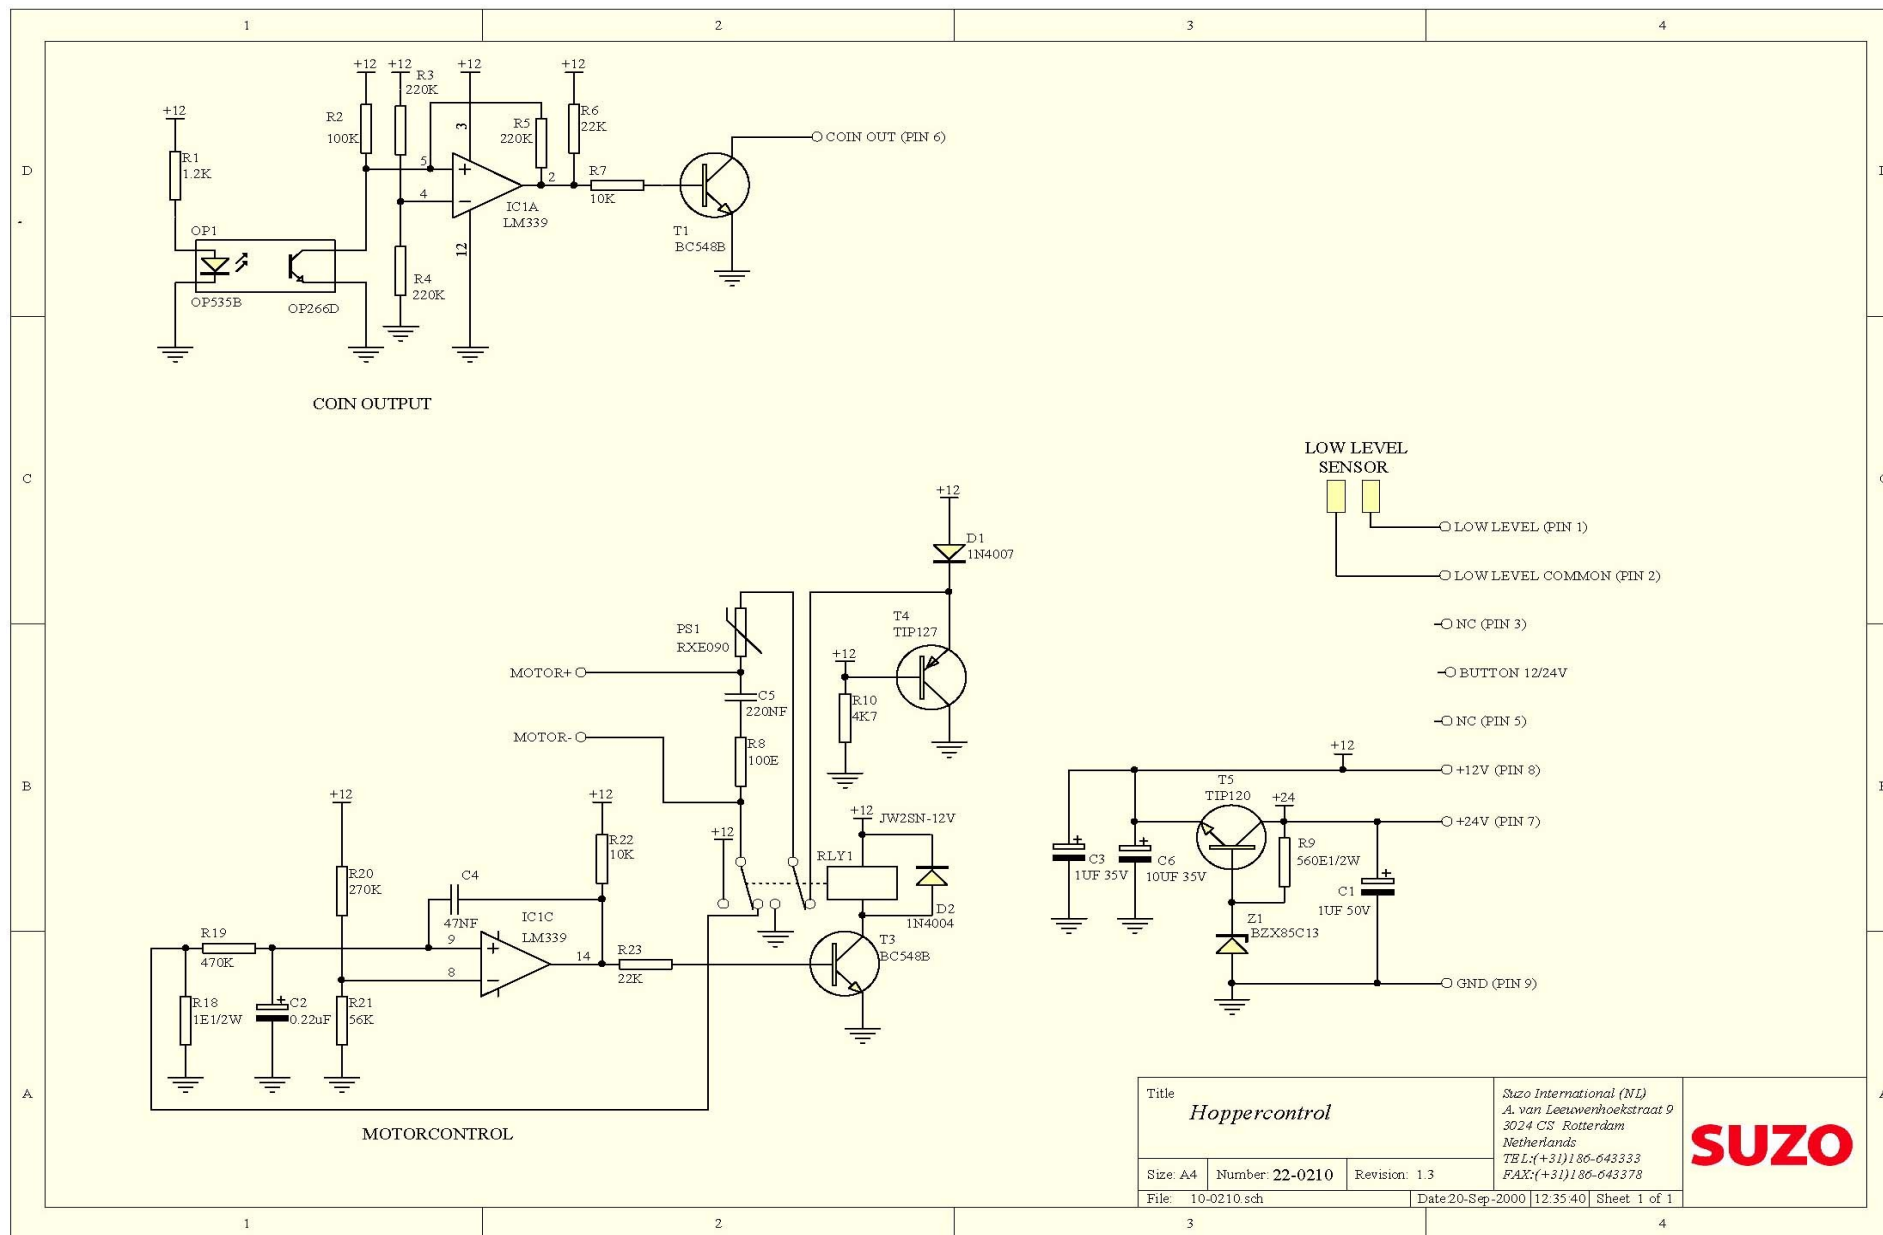 1 2 3 4
D
C
B
A
+12
R1
1.2K
OP1
OP535B
OP266D
+12
R2
100K
+12
R3
220K
R4
220K
+12
3
5
4
12
2
IC1A
LM339
R5
220K
+12
R6
22K
R7
10K
T1
BC548B
COIN OUT (PIN 6)
COIN OUTPUT
LOW LEVEL
SENSOR
LOW LEVEL (PIN 1)
LOW LEVEL COMMON (PIN 2)
NC (PIN 3)
BUTTON 12/24V
NC (PIN 5)
+12
+12V (PIN 8)
T5
TIP120
+24
+24V (PIN 7)
C3
1UF 35V
C6
10UF 35V
R9
560E1/2W
C1
1UF 50V
Z1
BZX85C13
GND (PIN 9)
+12
D1
1N4007
T4
TIP127
+12
R10
4K7
PS1
RXE090
MOTOR+
C5
220NF
MOTOR-
R8
100E
+12
+12
JW2SN-12V
RLY1
D2
1N4004
T3
BC548B
+12
R20
270K
+12
R22
10K
C4
47NF
IC1C
LM339
9
8
14
R23
22K
R19
470K
R18
1E1/2W
C2
0.22uF
R21
56K
MOTORCONTROL
Title
Hoppercontrol
Suzo International (NL)
A. van Leeuwenhoekstraat 9
3024 CS Rotterdam
Netherlands
TEL:(+31)186-643333
FAX:(+31)186-643378
SUZO
Size: A4 Number: 22-0210 Revision: 1.3
File: 10-0210.sch Date:20-Sep-2000 12:35:40 Sheet 1 of 1
1 2 3 4